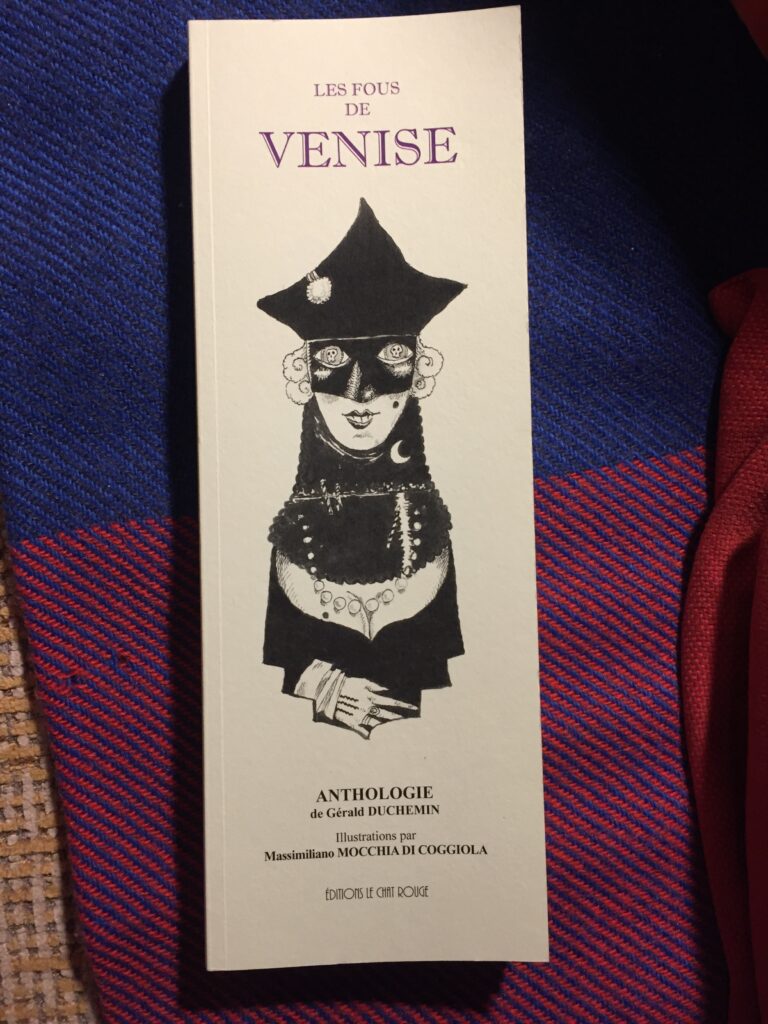 LES FOUS
DE
VENISE
ANTHOLOGIE
de Gérald DUCHEMIN
Illustrations par
Massimiliano MOCCHIA DI COGGIOLA
ÉDITIONS LE CHAT ROUGE